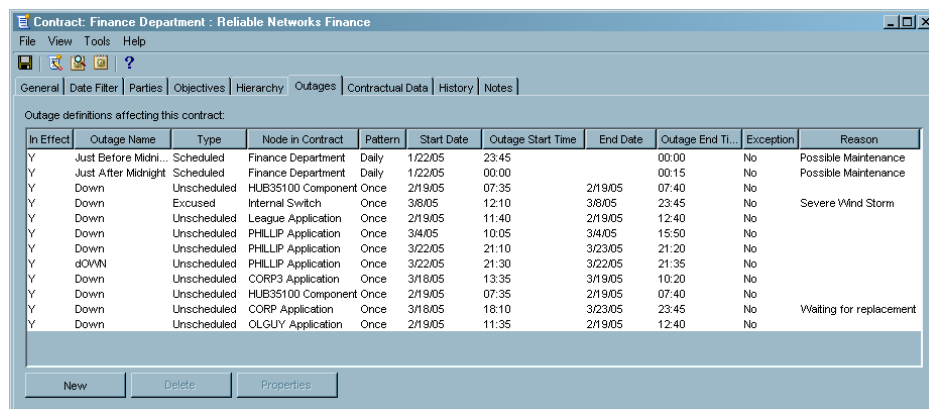 Contract: Finance Department : Reliable Networks Finance
File View Tools Help
General Date Filter Parties Objectives Hierarchy Outages Contractual Data History Notes
Outage definitions affecting this contract:
In Effect Outage Name Type Node in Contract Pattern Start Date Outage Start Time End Date Outage End Ti... Exception Reason
Y Just Before Midni... Scheduled Finance Department Daily 1/22/05 23:45 00:00 No Possible Maintenance
Y Just After Midnight Scheduled Finance Department Daily 1/22/05 00:00 00:15 No Possible Maintenance
Y Down Unscheduled HUB35100 Component Once 2/19/05 07:35 2/19/05 07:40 No
Y Down Excused Internal Switch Once 3/8/05 12:10 3/8/05 23:45 No Severe Wind Storm
Y Down Unscheduled League Application Once 2/19/05 11:40 2/19/05 12:40 No
Y Down Unscheduled PHILLIP Application Once 3/4/05 10:05 3/4/05 15:50 No
Y Down Unscheduled PHILLIP Application Once 3/22/05 21:10 3/23/05 21:20 No
Y dOWN Unscheduled PHILLIP Application Once 3/22/05 21:30 3/22/05 21:35 No
Y Down Unscheduled CORP3 Application Once 3/18/05 13:35 3/19/05 10:20 No
Y Down Unscheduled HUB35100 Component Once 2/19/05 07:35 2/19/05 07:40 No
Y Down Unscheduled CORP Application Once 3/18/05 18:10 3/23/05 23:45 No Waiting for replacement
Y Down Unscheduled OLGUY Application Once 2/19/05 11:35 2/19/05 12:40 No
New Delete Properties